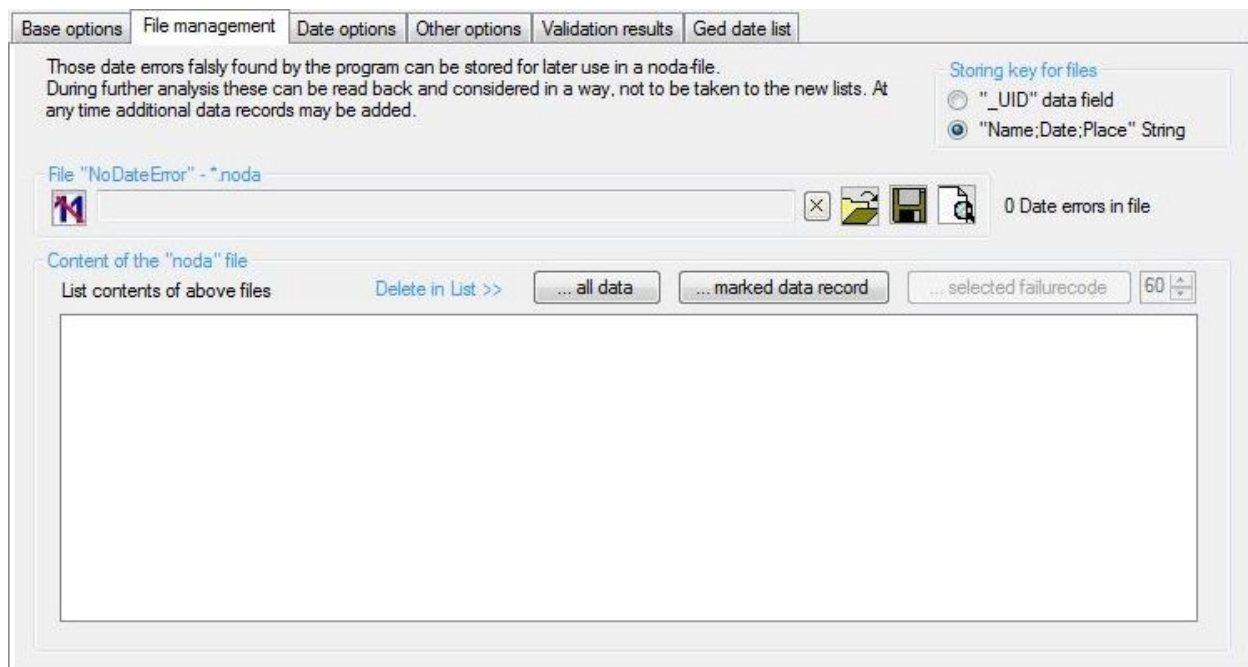 Base options File management Date options Other options Validation results Ged date list
Those date errors falsly found by the program can be stored for later use in a noda-file.
During further analysis these can be read back and considered in a way, not to be taken to the new lists. At
any time additional data records may be added.
Storing key for files
"_UID" data field
"Name;Date;Place" String
File "NoDateError" - *.noda
0 Date errors in file
Content of the "noda" file
List contents of above files Delete in List >> ... all data ... marked data record ... selected failurecode 60